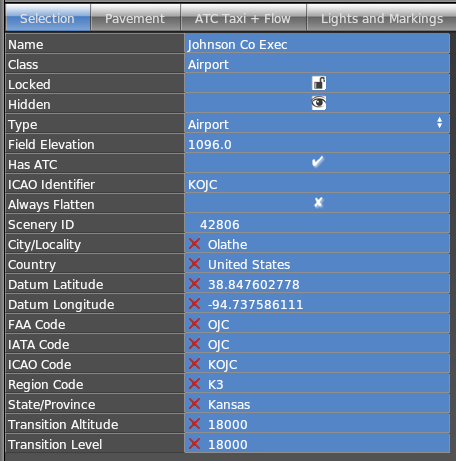 Selection Pavement ATC Taxi + Flow Lights and Markings
Name Johnson Co Exec
Class Airport
Locked
Hidden
Type Airport
Field Elevation 1096.0
Has ATC
ICAO Identifier KOJC
Always Flatten
Scenery ID 42806
City/Locality Olathe
Country United States
Datum Latitude 38.847602778
Datum Longitude -94.737586111
FAA Code OJC
IATA Code OJC
ICAO Code KOJC
Region Code K3
State/Province Kansas
Transition Altitude 18000
Transition Level 18000